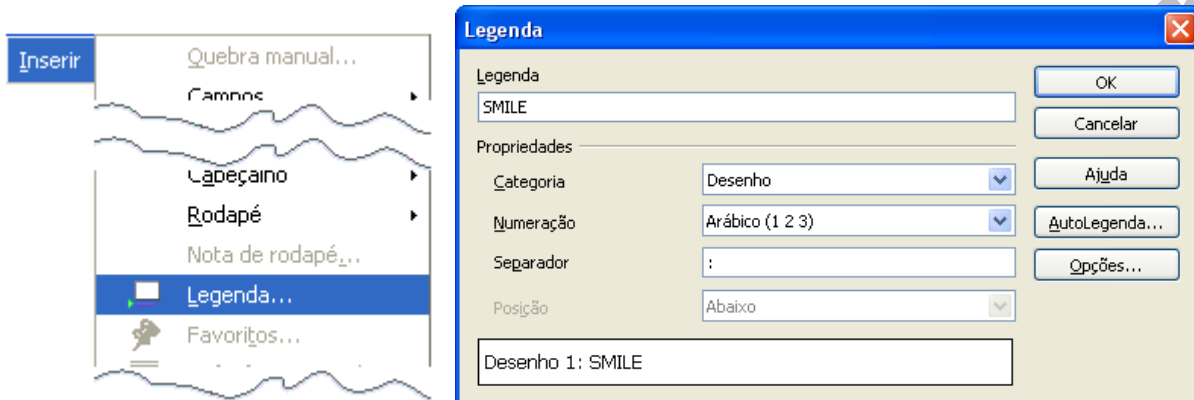 Inserir
Quebra manual...
Campos
Cabeçalho
Rodapé
Nota de rodapé...
Legenda...
Favoritos...
Legenda
Legenda
SMILE
OK
Cancelar
Propriedades
Categoria
Desenho
Ajuda
Numeração
Arábico (1 2 3)
AutoLegenda...
Separador
:
Opções...
Posição
Abaixo
Desenho 1: SMILE